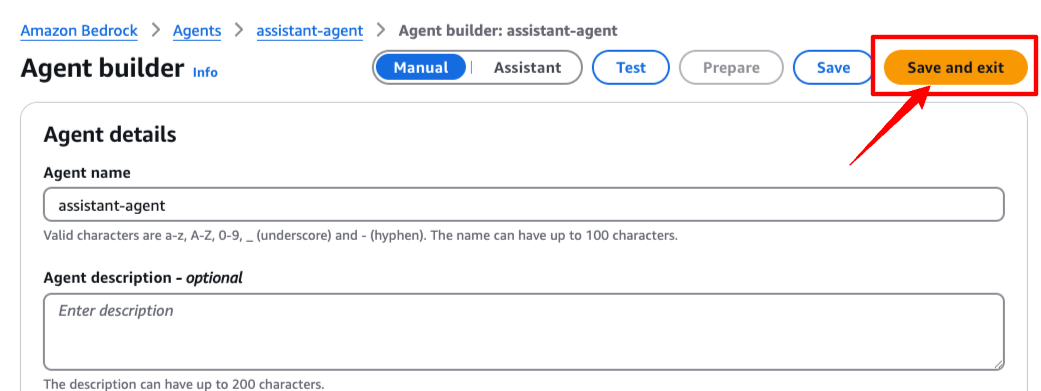 Amazon Bedrock > Agents > assistant-agent > Agent builder: assistant-agent
Agent builder Info Manual | Assistant Test Prepare Save Save and exit
Agent details
Agent name
assistant-agent
Valid characters are a-z, A-Z, 0-9, _ (underscore) and - (hyphen). The name can have up to 100 characters.
Agent description - optional
Enter description
The description can have up to 200 characters.